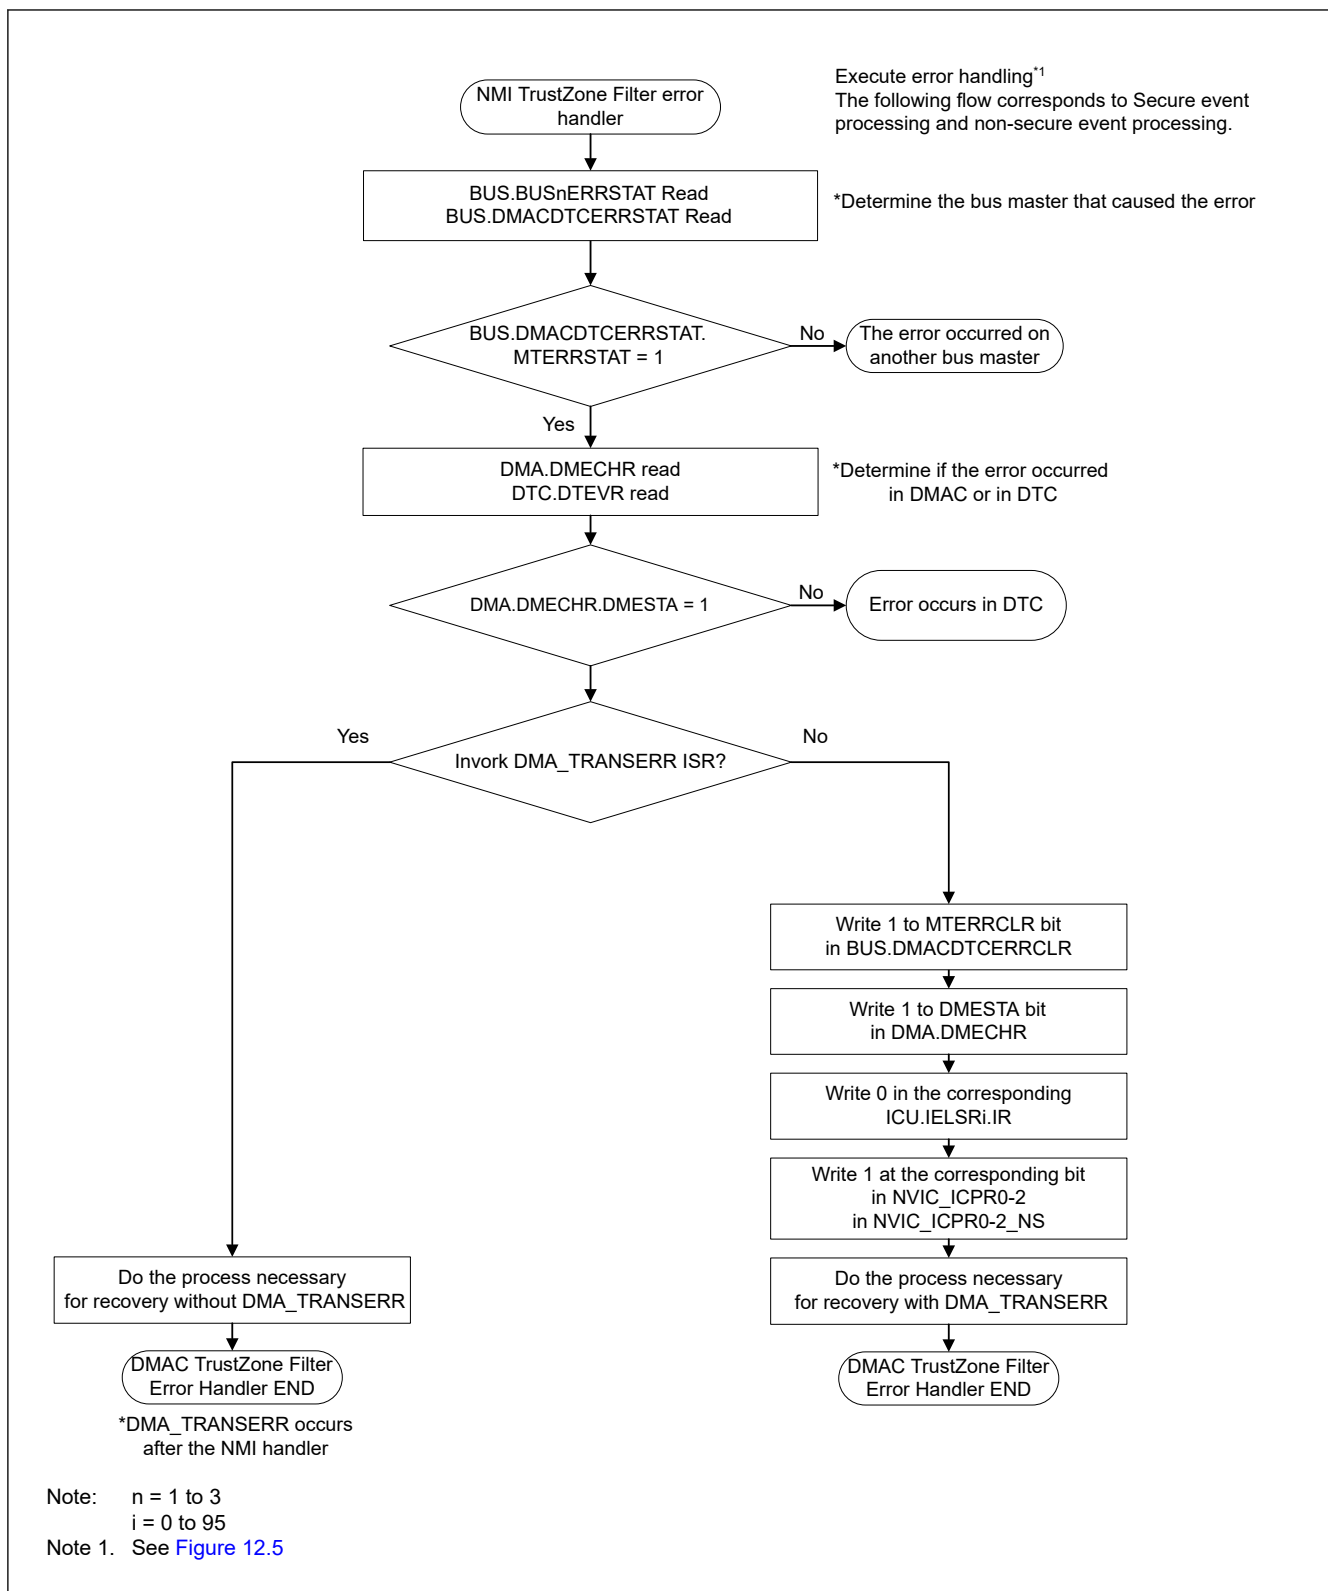 NMI TrustZone Filter error
handler
Execute error handling*1
The following flow corresponds to Secure event
processing and non-secure event processing.
BUS.BUSnERRSTAT Read
BUS.DMACDTCERRSTAT Read
*Determine the bus master that caused the error
BUS.DMACDTCERRSTAT.
MTERRSTAT = 1
No
The error occurred on
another bus master
Yes
DMA.DMECHR read
DTC.DTEVR read
*Determine if the error occurred
in DMAC or in DTC
DMA.DMECHR.DMESTA = 1
No
Error occurs in DTC
Yes
Invork DMA_TRANSERR ISR?
No
Write 1 to MTERRCLR bit
in BUS.DMACDTCERRCLR
Write 1 to DMESTA bit
in DMA.DMECHR
Write 0 in the corresponding
ICU.IELSRi.IR
Write 1 at the corresponding bit
in NVIC_ICPR0-2
in NVIC_ICPR0-2_NS
Do the process necessary
for recovery without DMA_TRANSERR
Do the process necessary
for recovery with DMA_TRANSERR
DMAC TrustZone Filter
Error Handler END
DMAC TrustZone Filter
Error Handler END
*DMA_TRANSERR occurs
after the NMI handler
Note: n = 1 to 3
i = 0 to 95
Note 1. See Figure 12.5